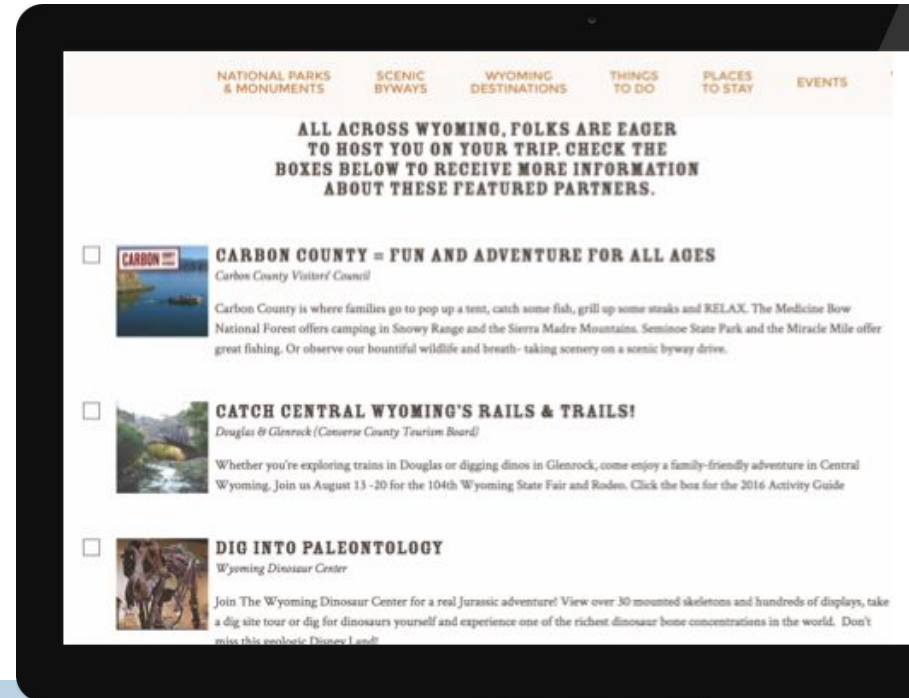 NATIONAL PARKS
& MONUMENTS
SCENIC
BYWAYS
WYOMING
DESTINATIONS
THINGS
TO DO
PLACES
TO STAY
EVENTS
ALL ACROSS WYOMING, FOLKS ARE EAGER
TO HOST YOU ON YOUR TRIP. CHECK THE
BOXES BELOW TO RECEIVE MORE INFORMATION
ABOUT THESE FEATURED PARTNERS.
CARBON
CARBON COUNTY = FUN AND ADVENTURE FOR ALL AGES
Carbon County Visitors' Council
Carbon County is where families go to pop up a tent, catch some fish, grill up some steaks and RELAX. The Medicine Bow
National Forest offers camping in Snowy Range and the Sierra Madre Mountains. Seminoe State Park and the Miracle Mile offer
great fishing. Or observe our bountiful wildlife and breath- taking scenery on a scenic byway drive.
CATCH CENTRAL WYOMING'S RAILS & TRAILS!
Douglas & Glenrock (Converse County Tourism Board)
Whether you're exploring trains in Douglas or digging dinos in Glenrock, come enjoy a family-friendly adventure in Central
Wyoming. Join us August 13 -20 for the 104th Wyoming State Fair and Rodeo. Click the box for the 2016 Activity Guide
DIG INTO PALEONTOLOGY
Wyoming Dinosaur Center
Join The Wyoming Dinosaur Center for a real Jurassic adventure! View over 30 mounted skeletons and hundreds of displays, take
a dig site tour or dig for dinosaurs yourself and experience one of the richest dinosaur bone concentrations in the world. Don't
miss this geologic Disney Land!